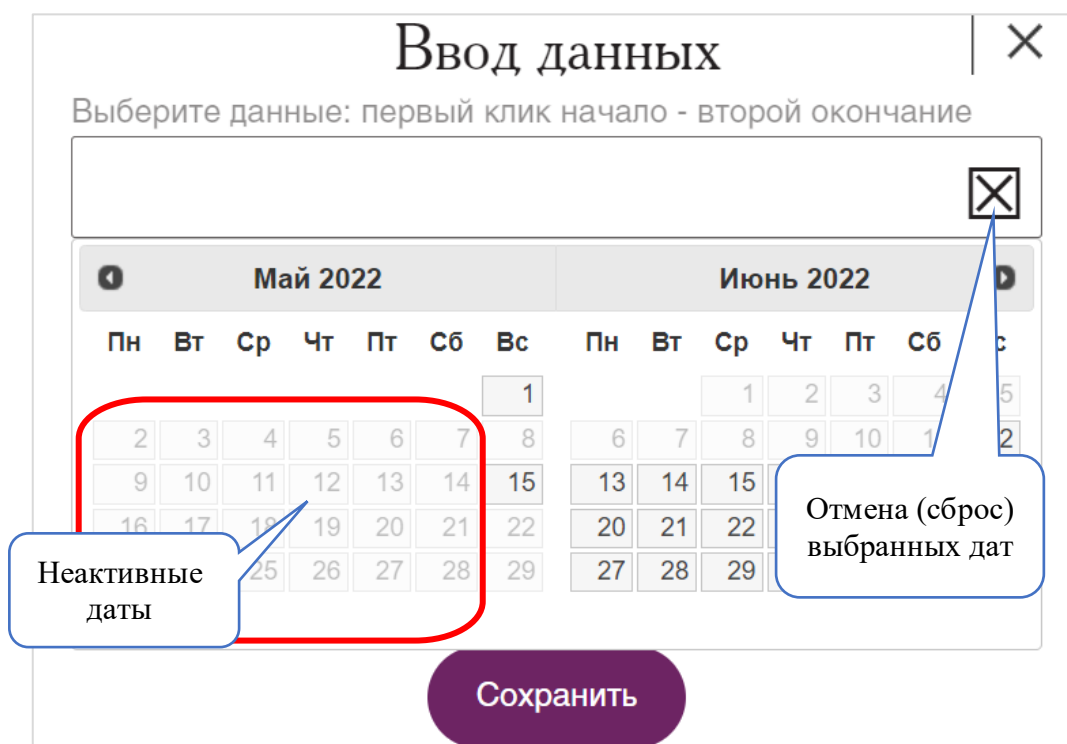 Ввод данных
Выберите данные: первый клик начало - второй окончание
Май 2022 Июнь 2022
Пн Вт Ср Чт Пт Сб Вс Пн Вт Ср Чт Пт Сб
1 1 2 3 4 5
2 3 4 5 6 7 8 6 7 8 9 10
9 10 11 12 13 14 15 13 14 15
16 17 18 19 20 21 22 20 21 22
25 26 27 28 29 27 28 29
Отмена (сброс)
выбранных дат
Неактивные
даты
Сохранить